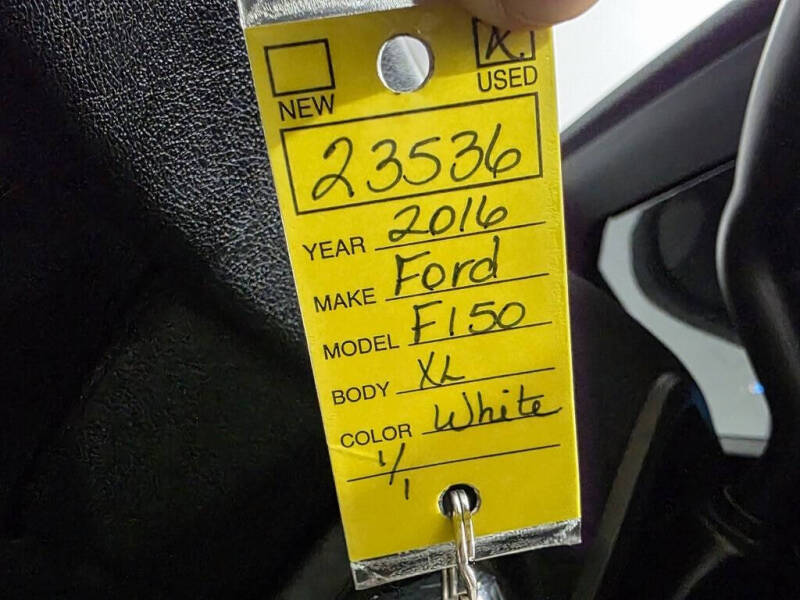 X
NEW USED
23536
YEAR 2016
MAKE Ford
MODEL F150
BODY XL
COLOR White
1/1